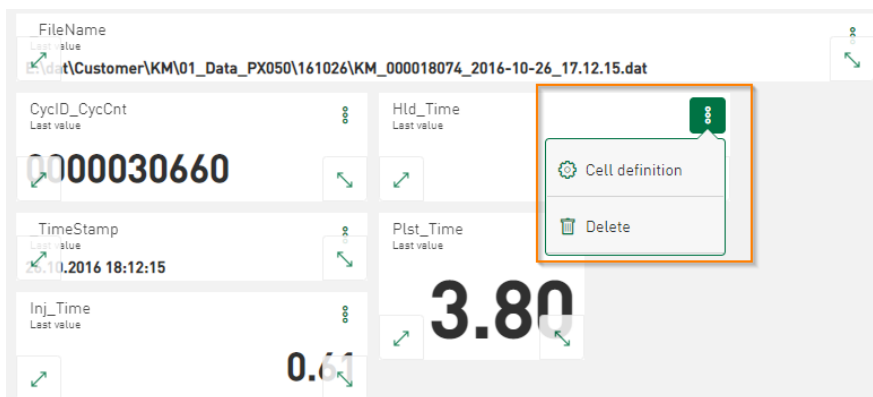 _FileName
Last value
E:\dat\Customer\KM\01_Data_PX050\161026\KM_000018074_2016-10-26_17.12.15.dat
CycID_CycCnt
Last value
0000030660
Hld_Time
Last value
Cell definition
Delete
_TimeStamp
Last value
26.10.2016 18:12:15
Plst_Time
Last value
3.80
Inj_Time
Last value
0.61